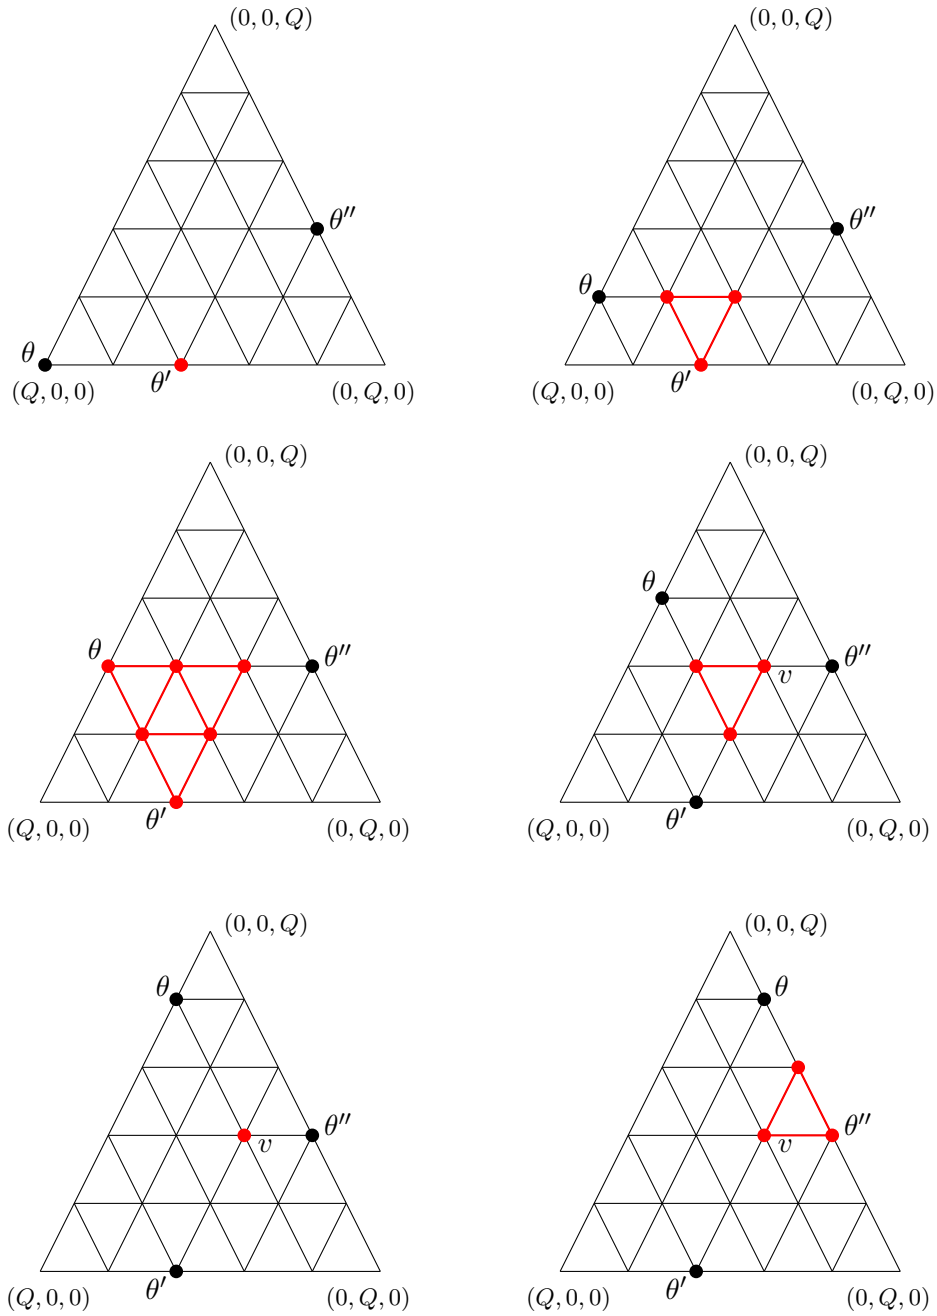 (0, 0, Q)
θ′′
θ
θ′
(Q, 0, 0)
(0, Q, 0)
(0, 0, Q)
θ′′
θ
θ′
(Q, 0, 0)
(0, Q, 0)
(0, 0, Q)
θ
θ′′
θ′
(Q, 0, 0)
(0, Q, 0)
(0, 0, Q)
θ
θ′′
v
θ′
(Q, 0, 0)
(0, Q, 0)
(0, 0, Q)
θ
θ′′
v
θ′
(Q, 0, 0)
(0, Q, 0)
(0, 0, Q)
θ
θ′′
v
θ′
(Q, 0, 0)
(0, Q, 0)